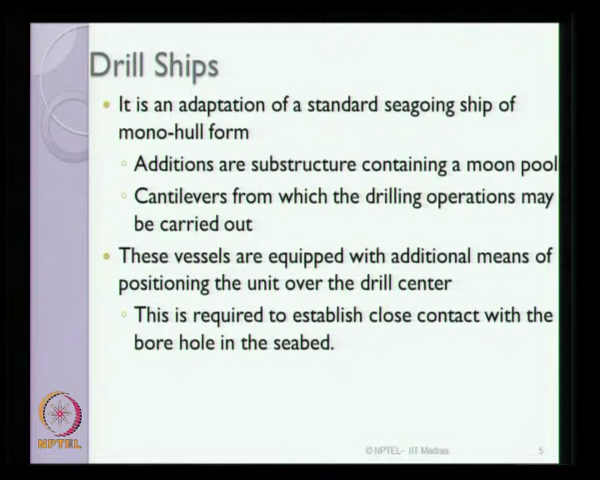 Drill Ships
• It is an adaptation of a standard seagoing ship of
mono-hull form
◦ Additions are substructure containing a moon pool
◦ Cantilevers from which the drilling operations may
be carried out
• These vessels are equipped with additional means of
positioning the unit over the drill center
◦ This is required to establish close contact with the
bore hole in the seabed.
NPTEL
© NPTEL- IIT Madras
5